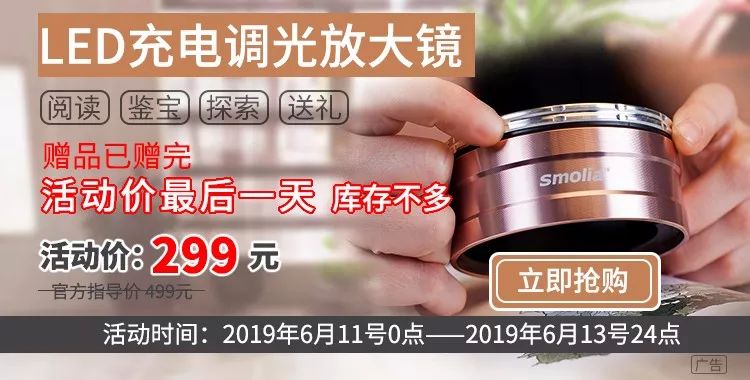 LED充电调光放大镜
阅读 鉴宝 探索 送礼
赠品已赠完
活动价最后一天 库存不多
smolia
活动价：299 元
官方指导价 499元
立即抢购
活动时间：2019年6月11号0点——2019年6月13号24点
广告